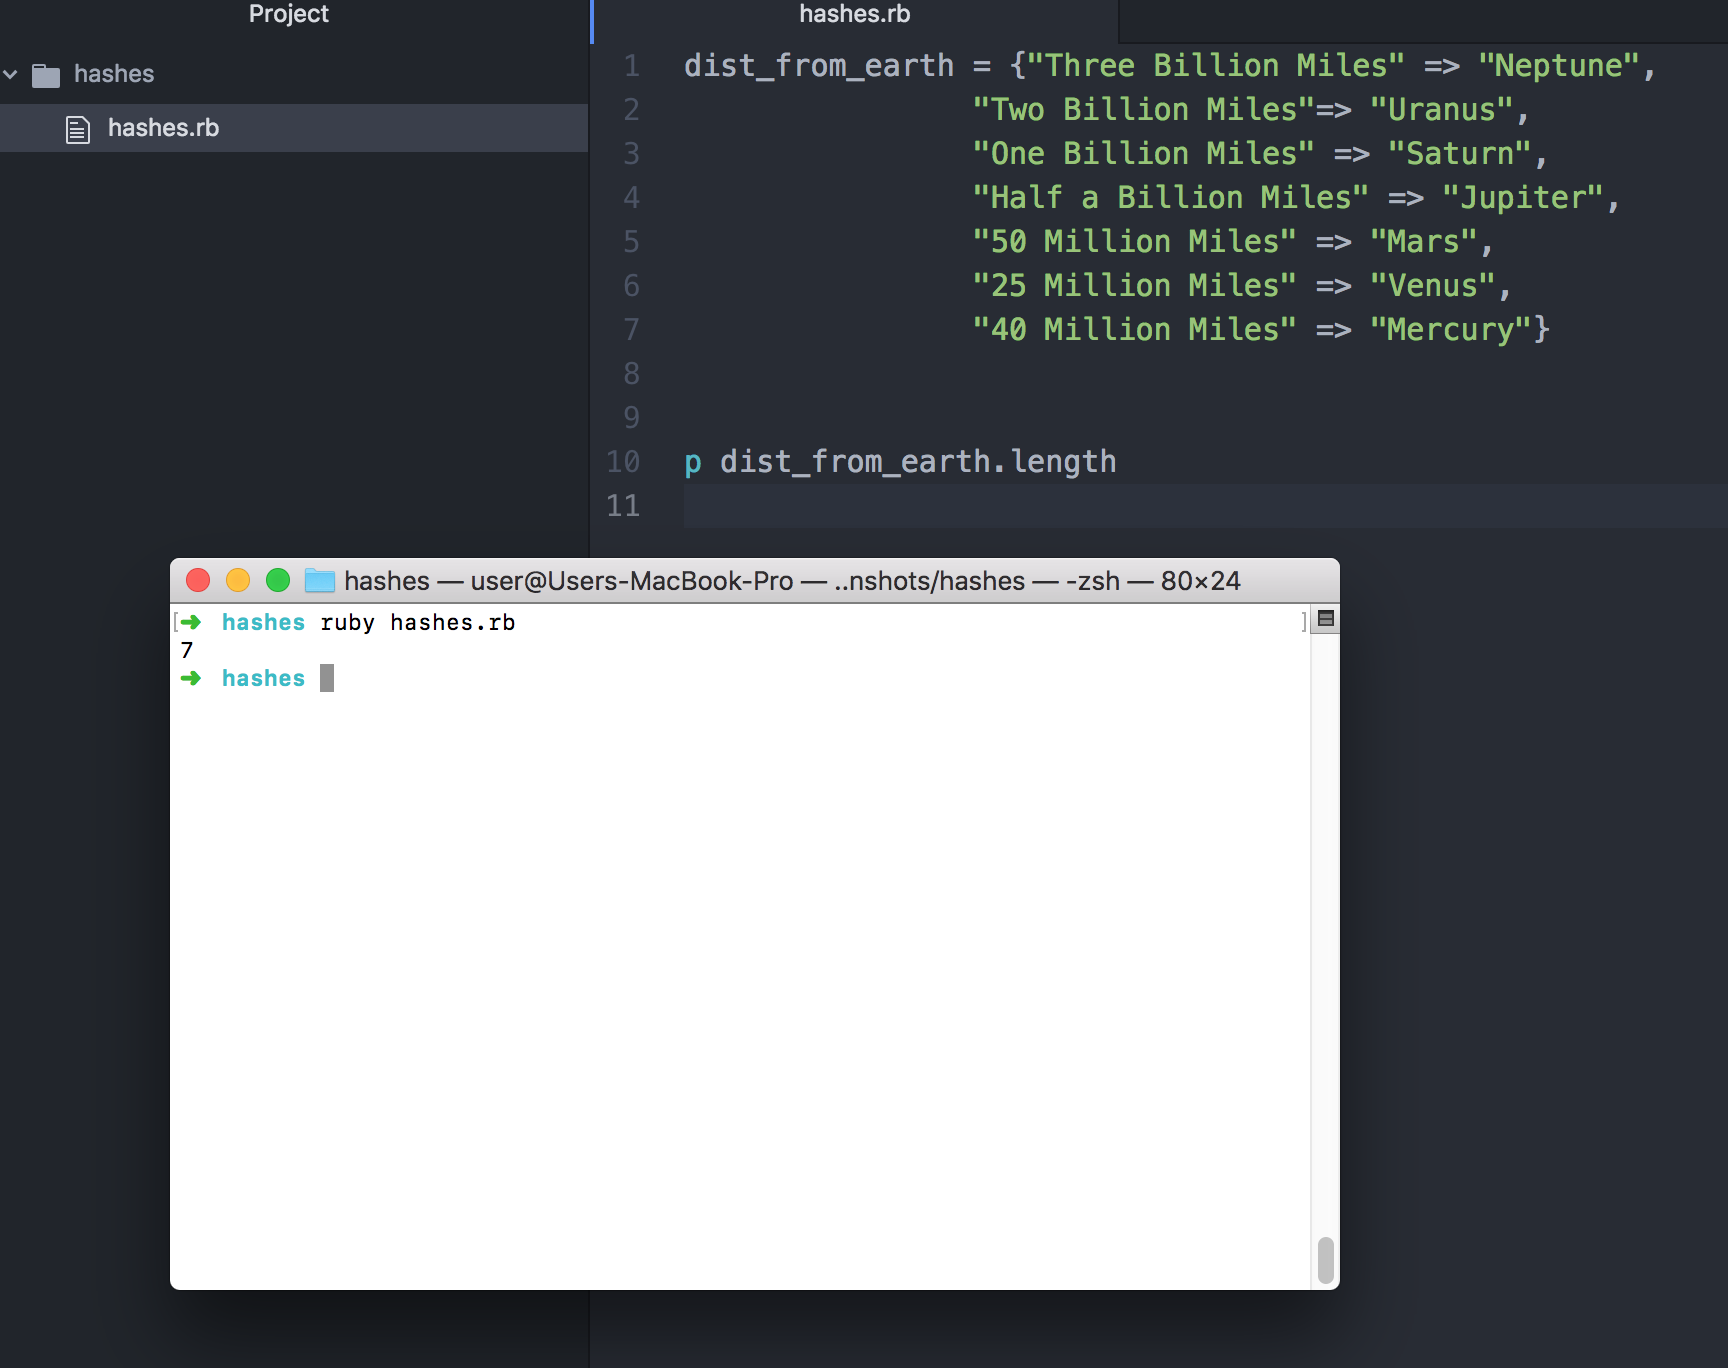 Project
hashes
hashes.rb
hashes.rb
1 dist_from_earth = {"Three Billion Miles" => "Neptune",
2 "Two Billion Miles"=> "Uranus",
3 "One Billion Miles" => "Saturn",
4 "Half a Billion Miles" => "Jupiter",
5 "50 Million Miles" => "Mars",
6 "25 Million Miles" => "Venus",
7 "40 Million Miles" => "Mercury"}
8
9
10 p dist_from_earth.length
11
hashes — user@Users-MacBook-Pro — ..nshots/hashes — -zsh — 80×24
[➜ hashes ruby hashes.rb ]
7
➜ hashes